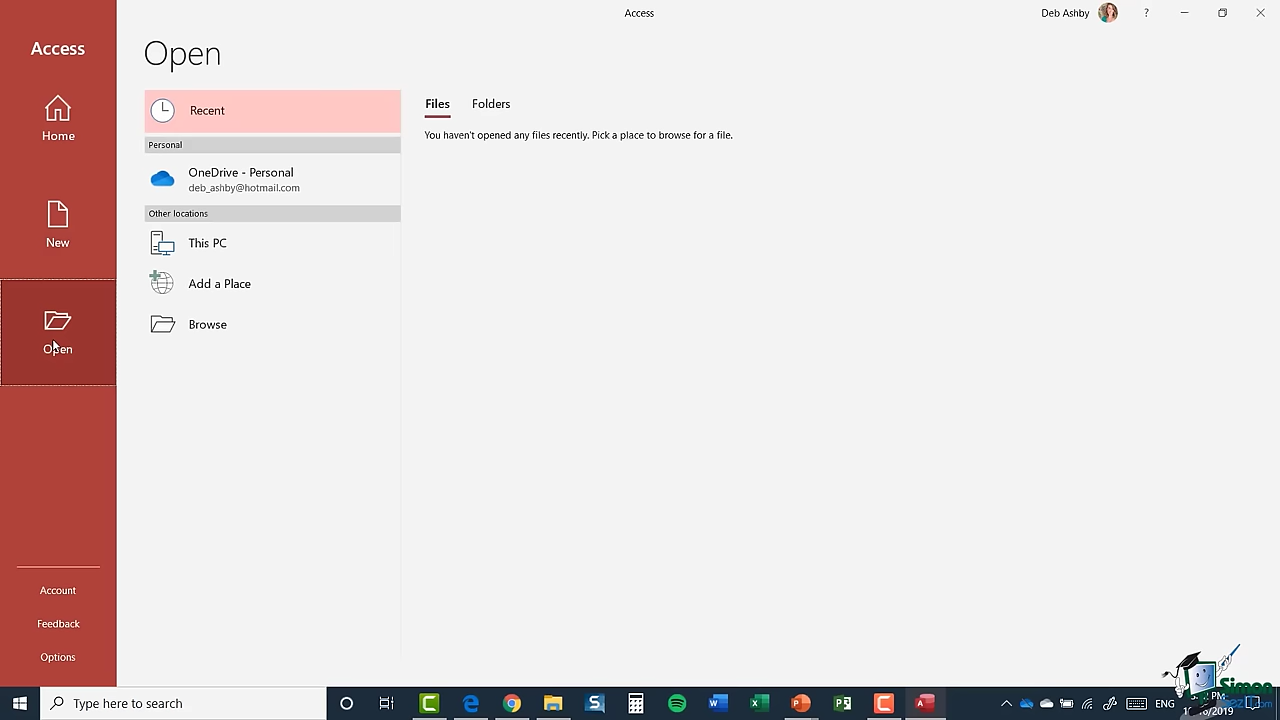 Access
Deb Ashby
?
Access
Home
New
Open
Account
Feedback
Options
Open
Recent
Personal
OneDrive - Personal
deb_ashby@hotmail.com
Other locations
This PC
Add a Place
Browse
Files Folders
You haven't opened any files recently. Pick a place to browse for a file.
Type here to search
ENG
PM
Simon